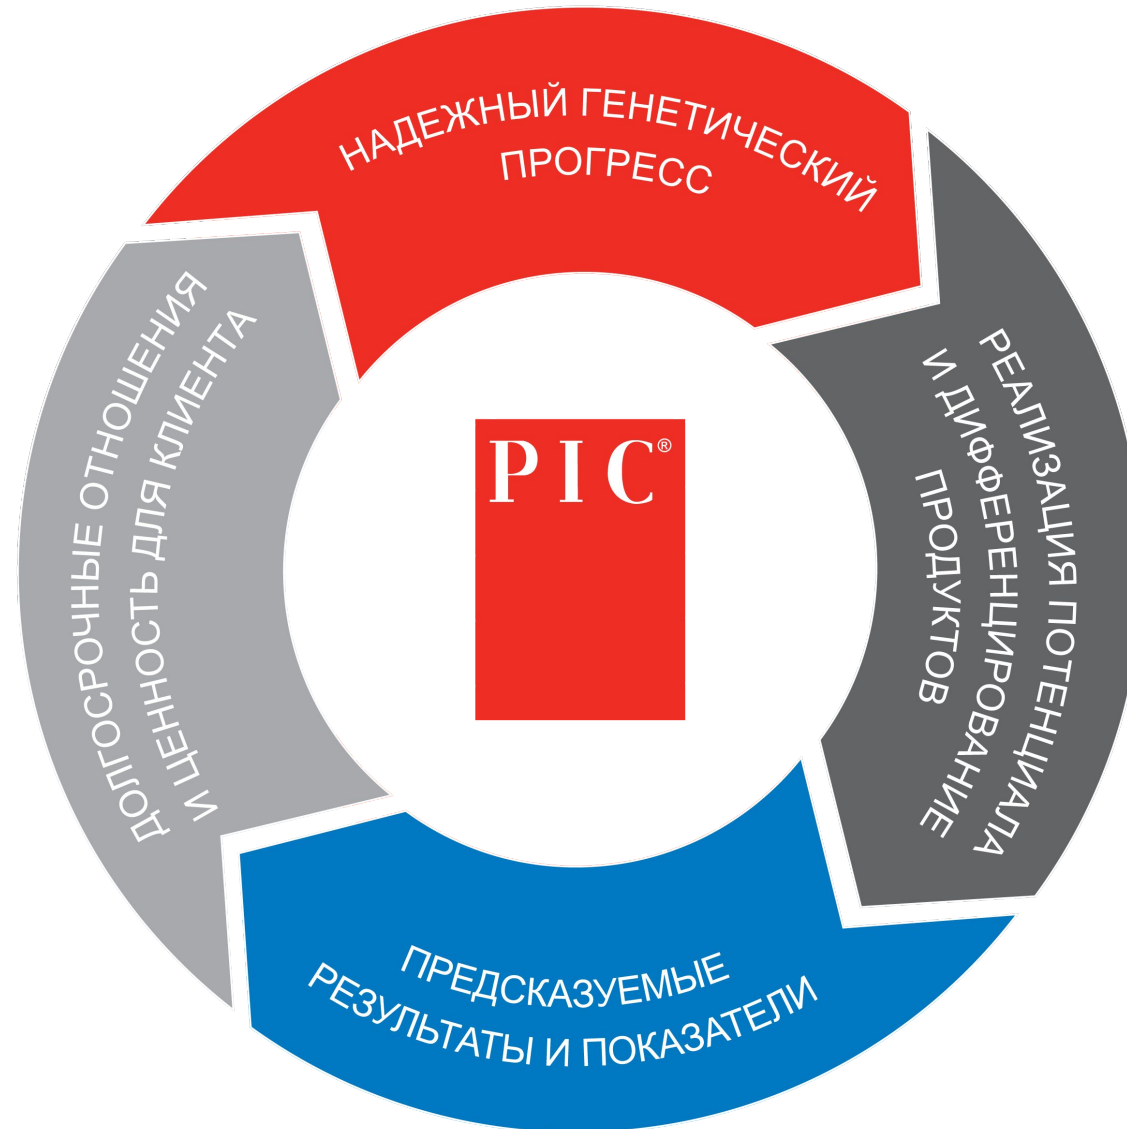 НАДЕЖНЫЙ ГЕНЕТИЧЕСКИЙ
ПРОГРЕСС
РЕАЛИЗАЦИЯ ПОТЕНЦИАЛА
И ДИФФЕРЕНЦИРОВАНИЕ
ПРОДУКТОВ
ПРЕДСКАЗУЕМЫЕ
РЕЗУЛЬТАТЫ И ПОКАЗАТЕЛИ
ДОЛГОСРОЧНЫЕ ОТНОШЕНИЯ
И ЦЕННОСТЬ ДЛЯ КЛИЕНТА
PIC®